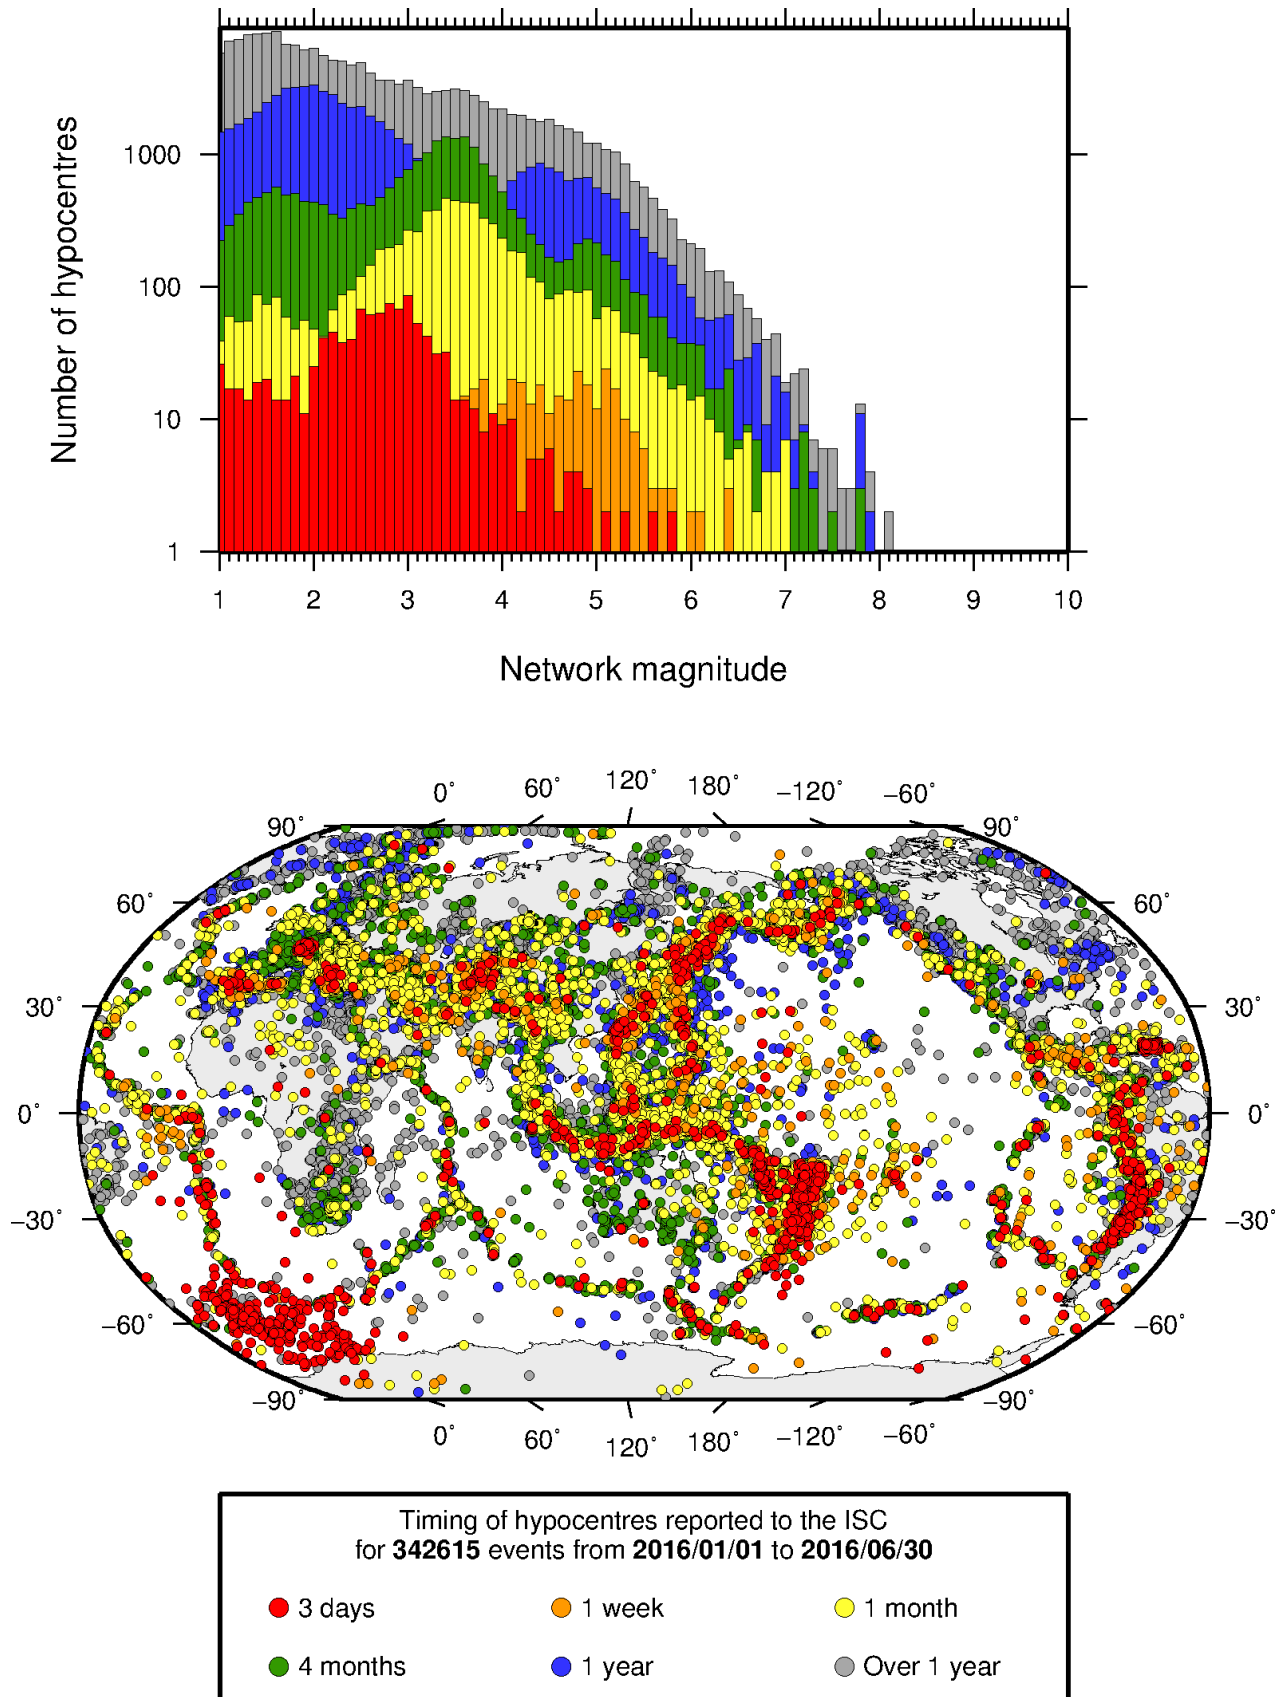 1000
100
10
1
Number of hypocentres
1 2 3 4 5 6 7 8 9 10
Network magnitude
0° 60° 120° 180° −120° −60°
90° 90°
60° 60°
30° 30°
0° 0°
−30° −30°
−60° −60°
−90° −90°
0° 60° 120° 180° −120° −60°
Timing of hypocentres reported to the ISC
for 342615 events from 2016/01/01 to 2016/06/30
3 days 1 week 1 month
4 months 1 year Over 1 year